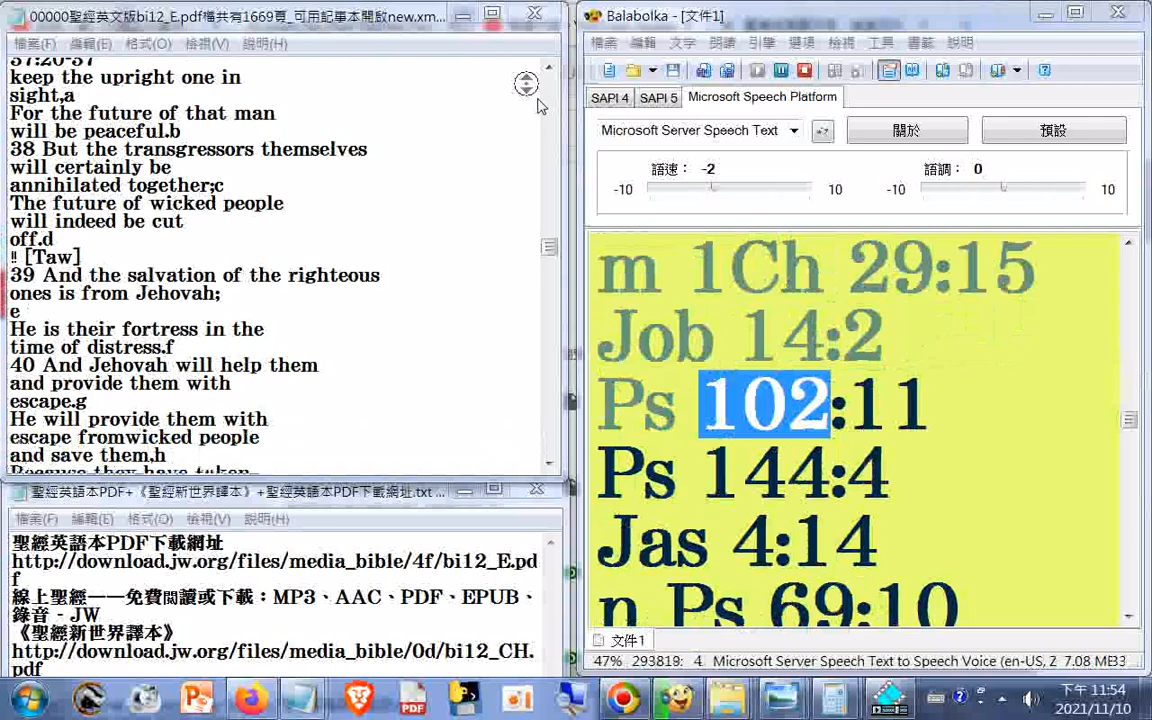 00000聖經英文版bi12_E.pdf檔共有1669頁_可用記事本開啟new.xm...
檔案(F) 編輯(E) 格式(O) 檢視(V) 說明(H)
37:20-37
keep the upright one in
sight,a
For the future of that man
will be peaceful.b
38 But the transgressors themselves
will certainly be
annihilated together;c
The future of wicked people
will indeed be cut
off.d
‼ [Taw]
39 And the salvation of the righteous
ones is from Jehovah;
e
He is their fortress in the
time of distress.f
40 And Jehovah will help them
and provide them with
escape.g
He will provide them with
escape fromwicked people
and save them,h
Because they have taken
聖經英語本PDF+《聖經新世界譯本》+聖經英語本PDF下載網址.txt ...
檔案(F) 編輯(E) 格式(O) 檢視(V) 說明(H)
聖經英語本PDF下載網址
http://download.jw.org/files/media_bible/4f/bi12_E.pd
f
線上聖經——免費閱讀或下載：MP3、AAC、PDF、EPUB、
錄音 - JW
《聖經新世界譯本》
http://download.jw.org/files/media_bible/0d/bi12_CH.
pdf
Balabolka - [文件1]
檔案 編輯 文字 朗讀 引擎 選項 檢視 工具 書籤 說明
SAPI 4 SAPI 5 Microsoft Speech Platform
Microsoft Server Speech Text 關於 預設
語速： -2 語調： 0
-10 10 -10 10
m 1Ch 29:15
Job 14:2
Ps 102:11
Ps 144:4
Jas 4:14
n Ps 69:10
文件1
47% 293819: 4 Microsoft Server Speech Text to Speech Voice (en-US, 2 7.08 MB
PDF
下午 11:54
2021/11/10